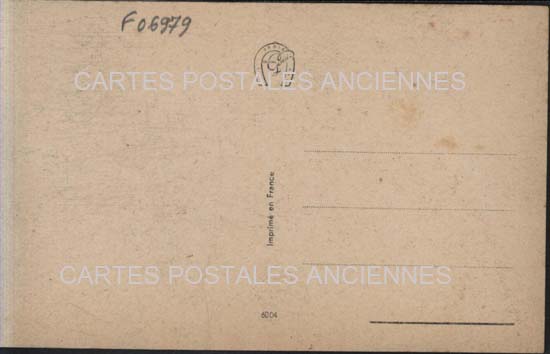 F06979
CARTES POSTALES ANCIENNES
Imprimé en France
CARTES POSTALES ANCIENNES
6004